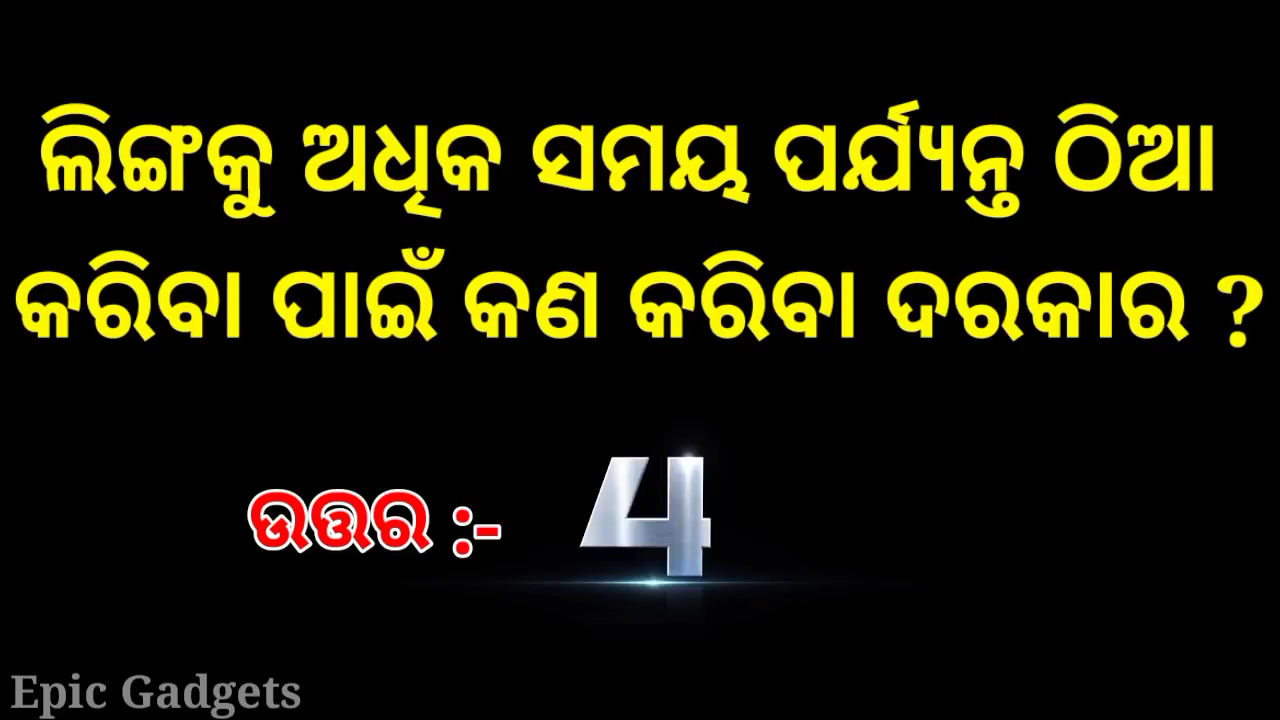 ଲିଙ୍ଗକୁ ଅଧିକ ସମୟ ପର୍ଯ୍ୟନ୍ତ ଠିଆ
କରିବା ପାଇଁ କଣ କରିବା ଦରକାର ?
ଉତ୍ତର :- 4
Epic Gadgets